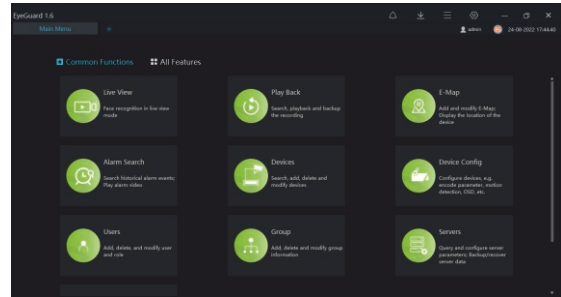 EyeGuard 1.6
Main Menu +
admin 24-08-2022 17:44:40
Common Functions All Features
Live View
Face recognition in live view
mode
Play Back
Search, playback and backup
the recording
E-Map
Add and modify E-Map;
Display the location of the
device
Alarm Search
Search historical alarm events;
Play alarm video
Devices
Search, add, delete and
modify devices
Device Config
Configure devices, e.g.
encode parameter, motion
detection, OSD, etc.
Users
Add, delete, and modify user
and role
Group
Add, delete and modify group
information
Servers
Query and configure server
parameters; Backup/recover
server data